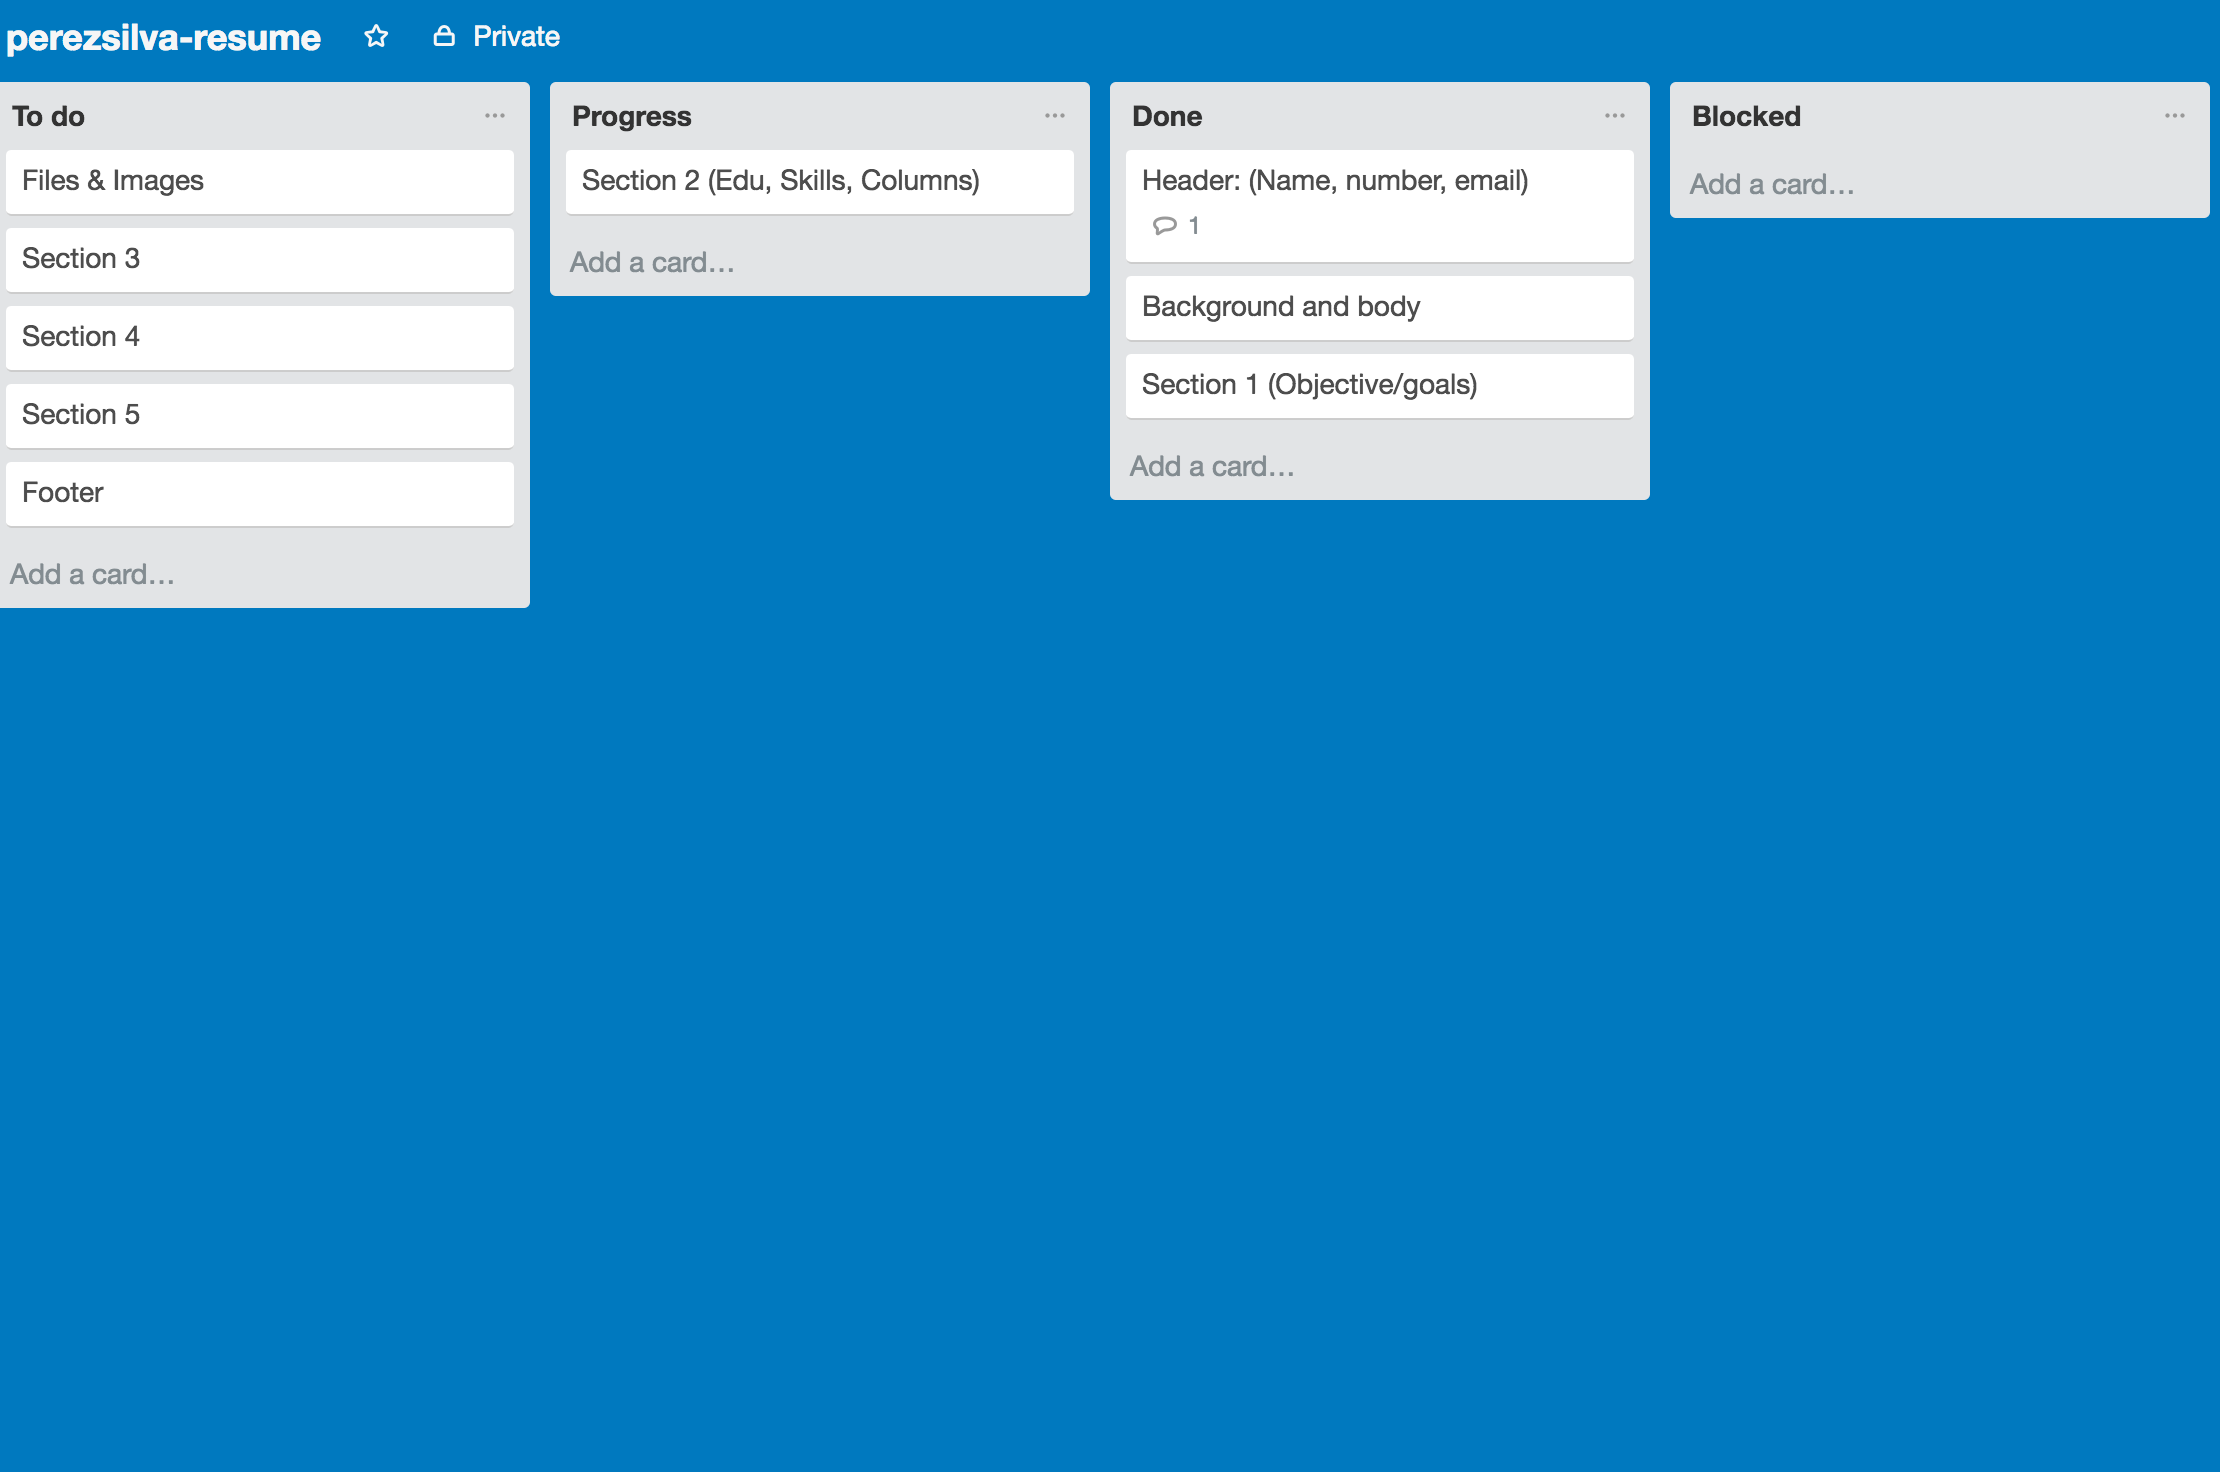 perezsilva-resume Private
To do
Files & Images
Section 3
Section 4
Section 5
Footer
Add a card...
Progress
Section 2 (Edu, Skills, Columns)
Add a card...
Done
Header: (Name, number, email)
1
Background and body
Section 1 (Objective/goals)
Add a card...
Blocked
Add a card...